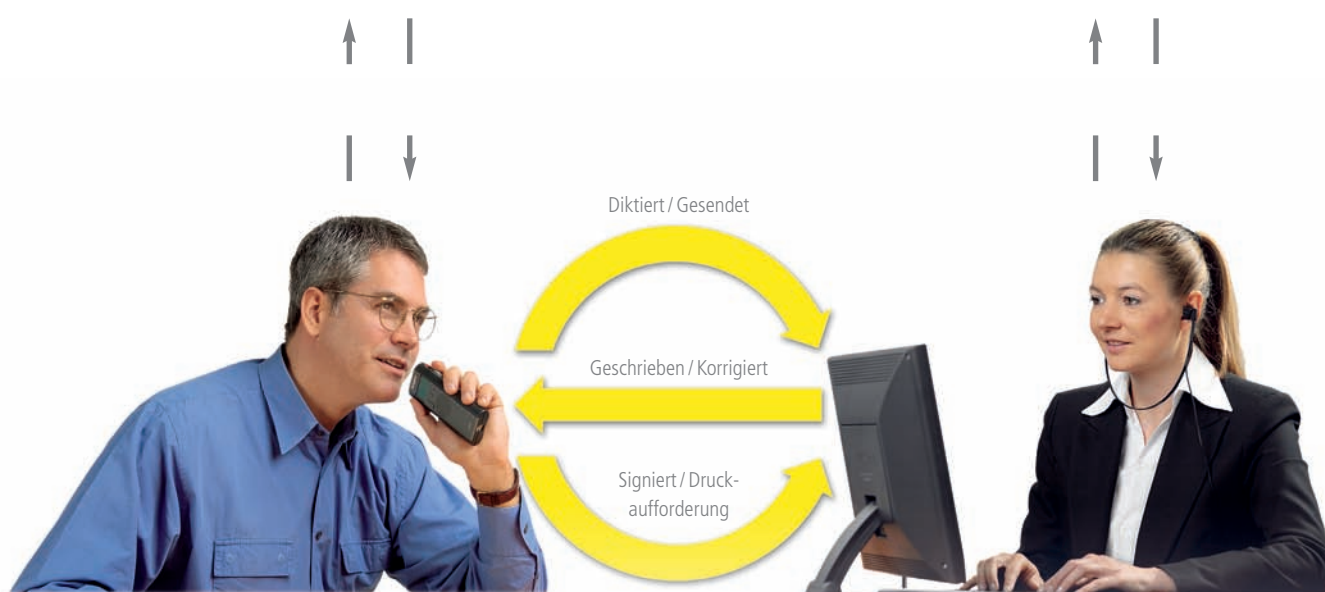 Diktiert / Gesendet
Geschrieben / Korrigiert
Signiert / Druck-
aufforderung